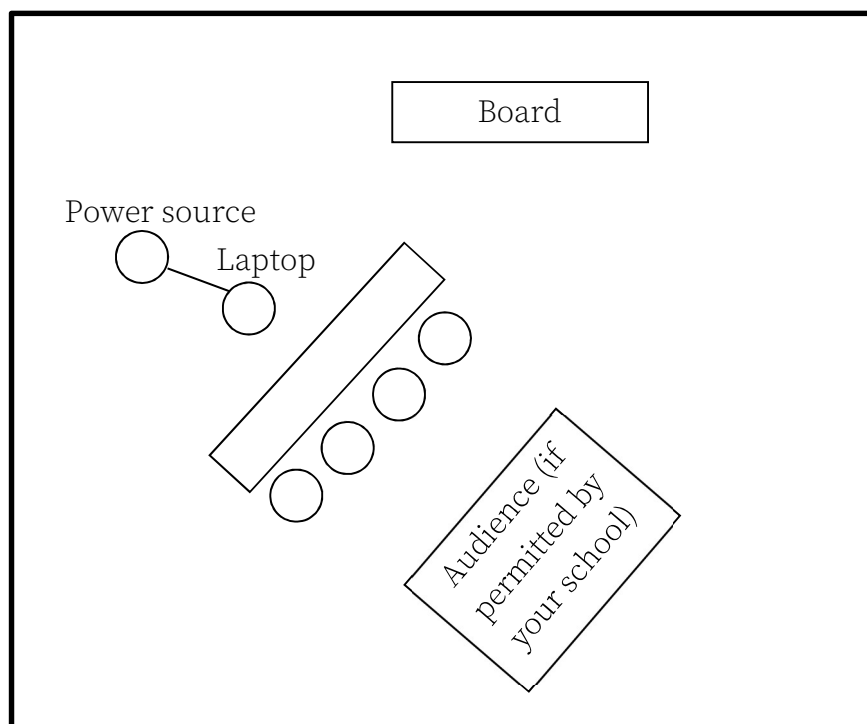 Board
Power source
Laptop
Audience (if
permitted by
your school)